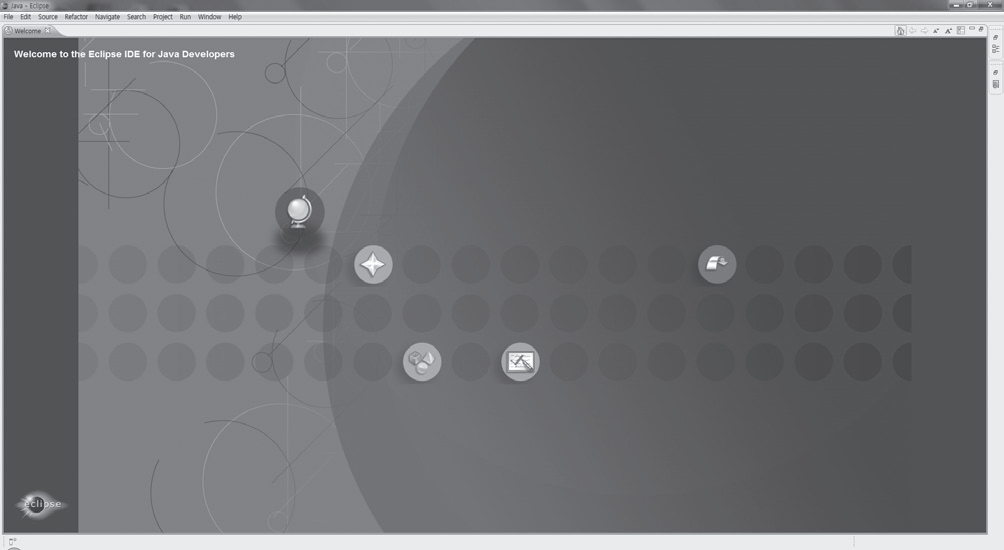 Java - Eclipse
File Edit Source Refactor Navigate Search Project Run Window Help
Welcome
Welcome to the Eclipse IDE for Java Developers
eclipse